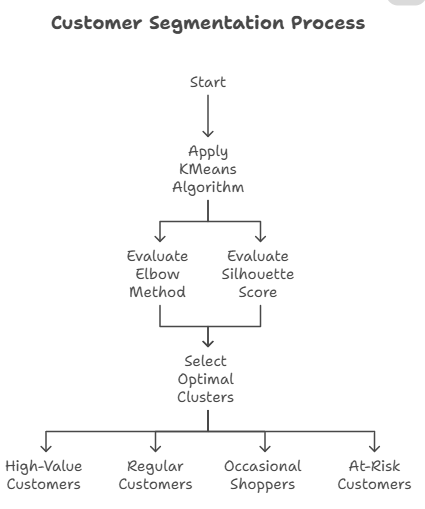 Customer Segmentation Process
Start
Apply
KMeans
Algorithm
Evaluate
Elbow
Method
Evaluate
Silhouette
Score
Select
Optimal
Clusters
High-Value
Customers
Regular
Customers
Occasional
Shoppers
At-Risk
Customers